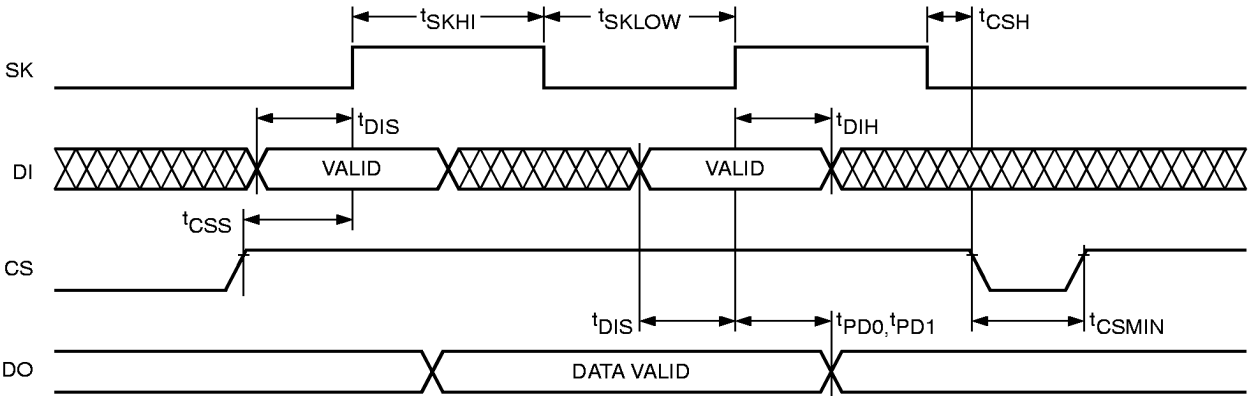 tSKHI
tSKLOW
tCSH
SK
tDIS
tDIH
DI
VALID
VALID
tCSS
CS
tDIS
tPD0,tPD1
tCSMIN
DO
DATA VALID